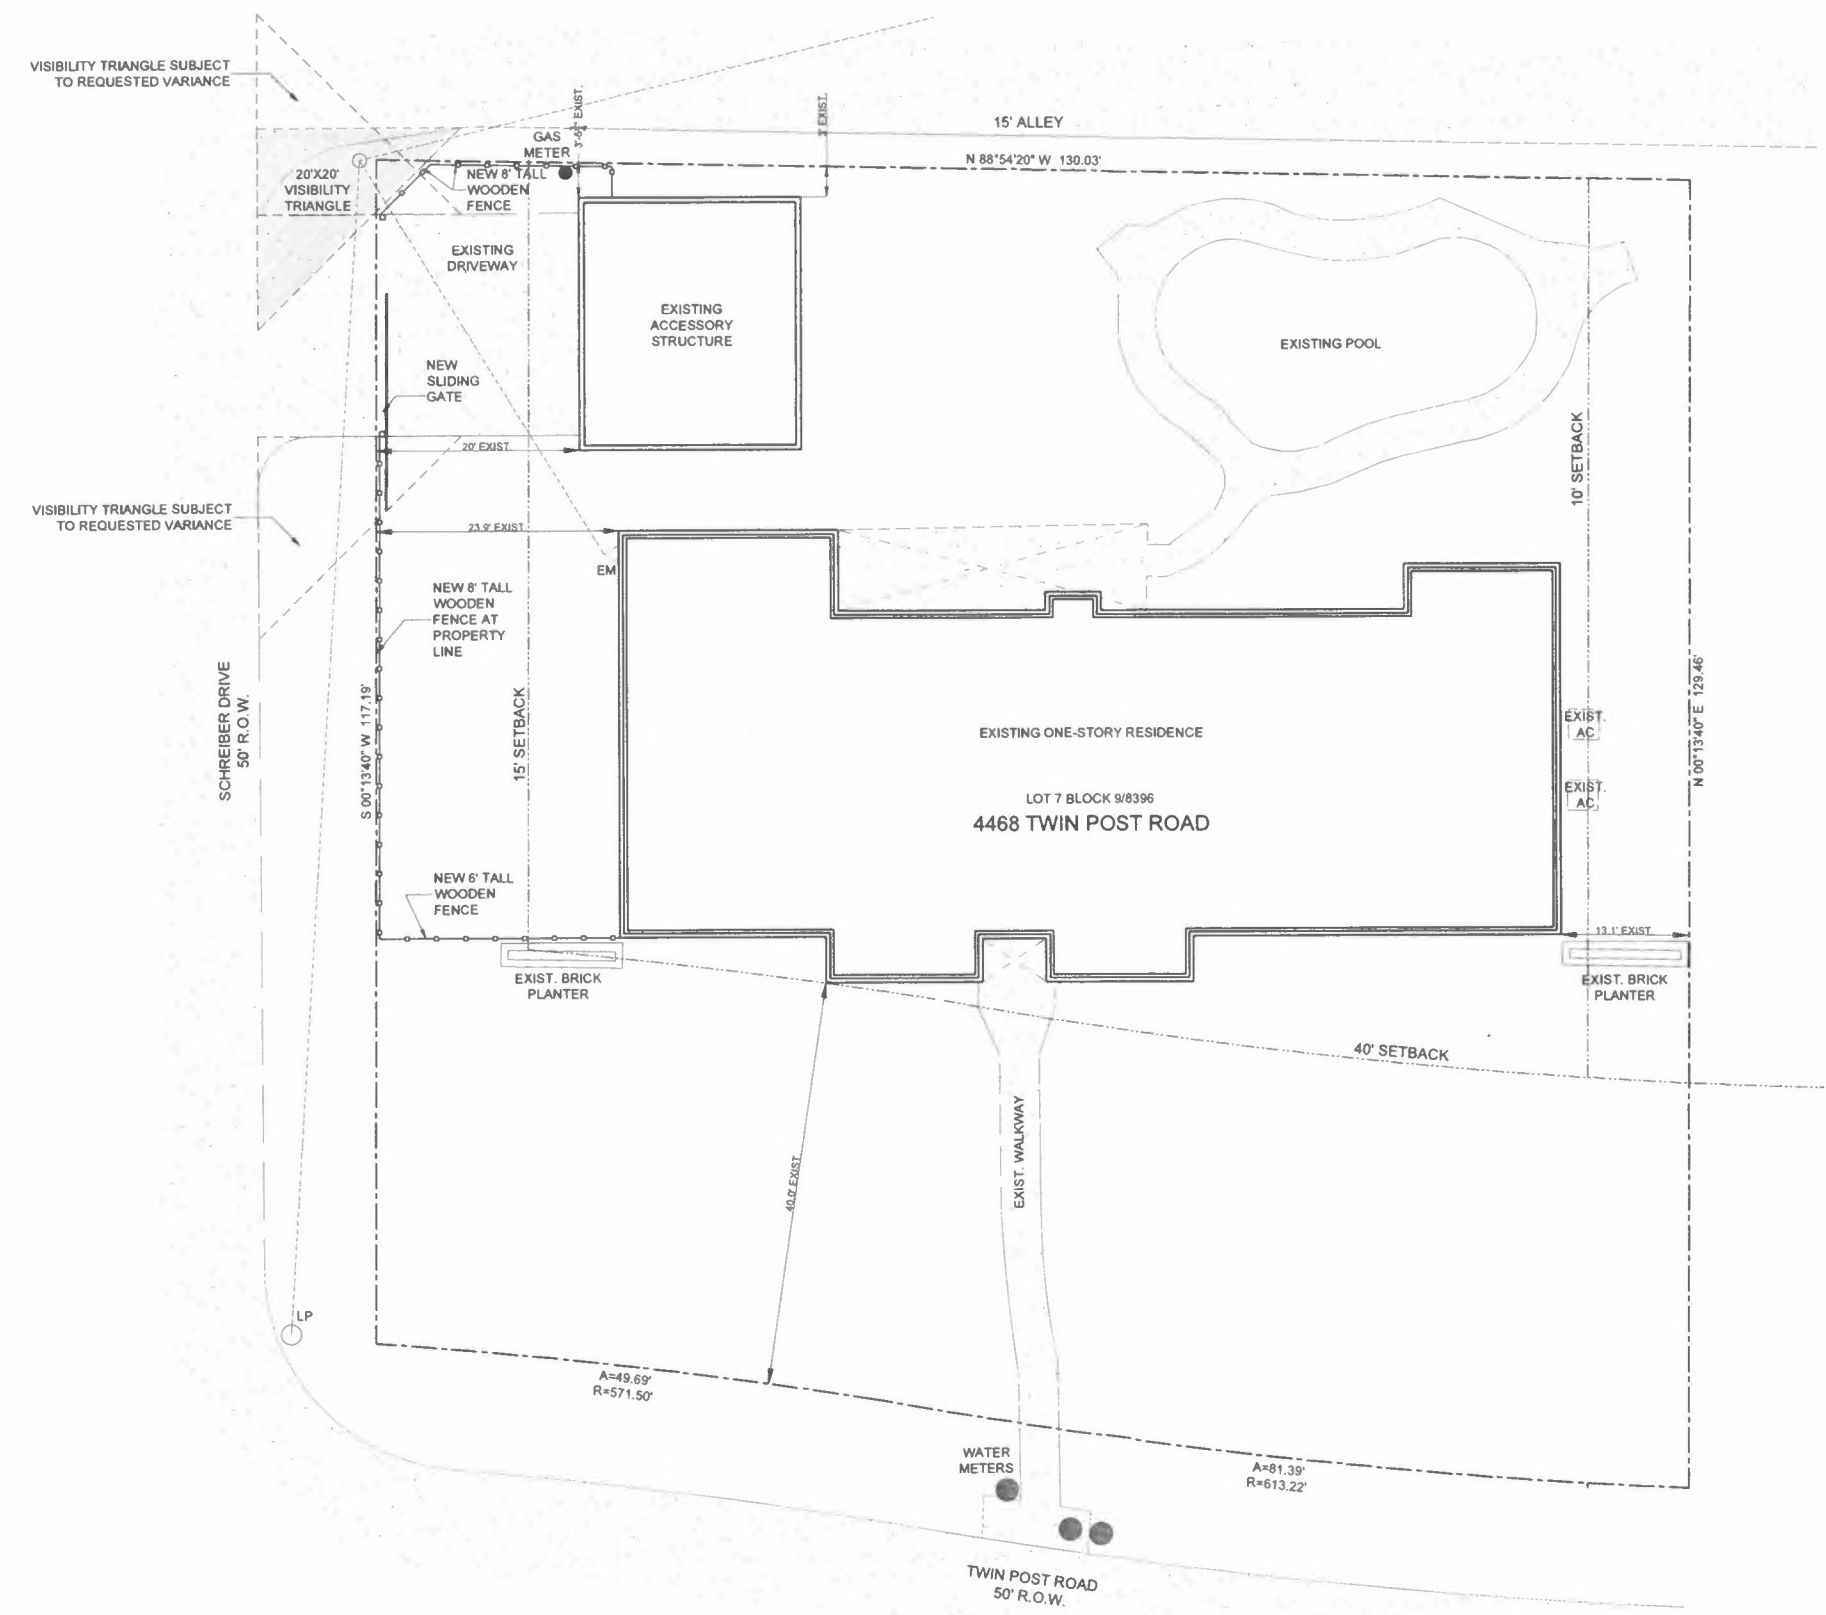 VISIBILITY TRIANGLE SUBJECT
TO REQUESTED VARIANCE
15' ALLEY
3' EXIST.
GAS
METER
N 88°54'20" W 130.03'
20'X20'
VISIBILITY
TRIANGLE
NEW 8' TALL
WOODEN
FENCE
EXISTING
DRIVEWAY
EXISTING
ACCESSORY
STRUCTURE
EXISTING POOL
NEW
SLIDING
GATE
20' EXIST.
10' SETBACK
VISIBILITY TRIANGLE SUBJECT
TO REQUESTED VARIANCE
23.9' EXIST.
EM
NEW 8' TALL
WOODEN
FENCE AT
PROPERTY
LINE
SCHREIBER DRIVE
50' R.O.W.
S 00°13'40" W 117.19'
15' SETBACK
EXISTING ONE-STORY RESIDENCE
LOT 7 BLOCK 9/8396
4468 TWIN POST ROAD
EXIST.
AC
EXIST.
AC
N 00°13'40" E 129.46'
NEW 6' TALL
WOODEN
FENCE
13.1' EXIST.
EXIST. BRICK
PLANTER
EXIST. BRICK
PLANTER
40' SETBACK
EXIST. WALKWAY
40.0' EXIST.
LP
A=49.69'
R=571.50'
WATER
METERS
A=81.39'
R=613.22'
TWIN POST ROAD
50' R.O.W.